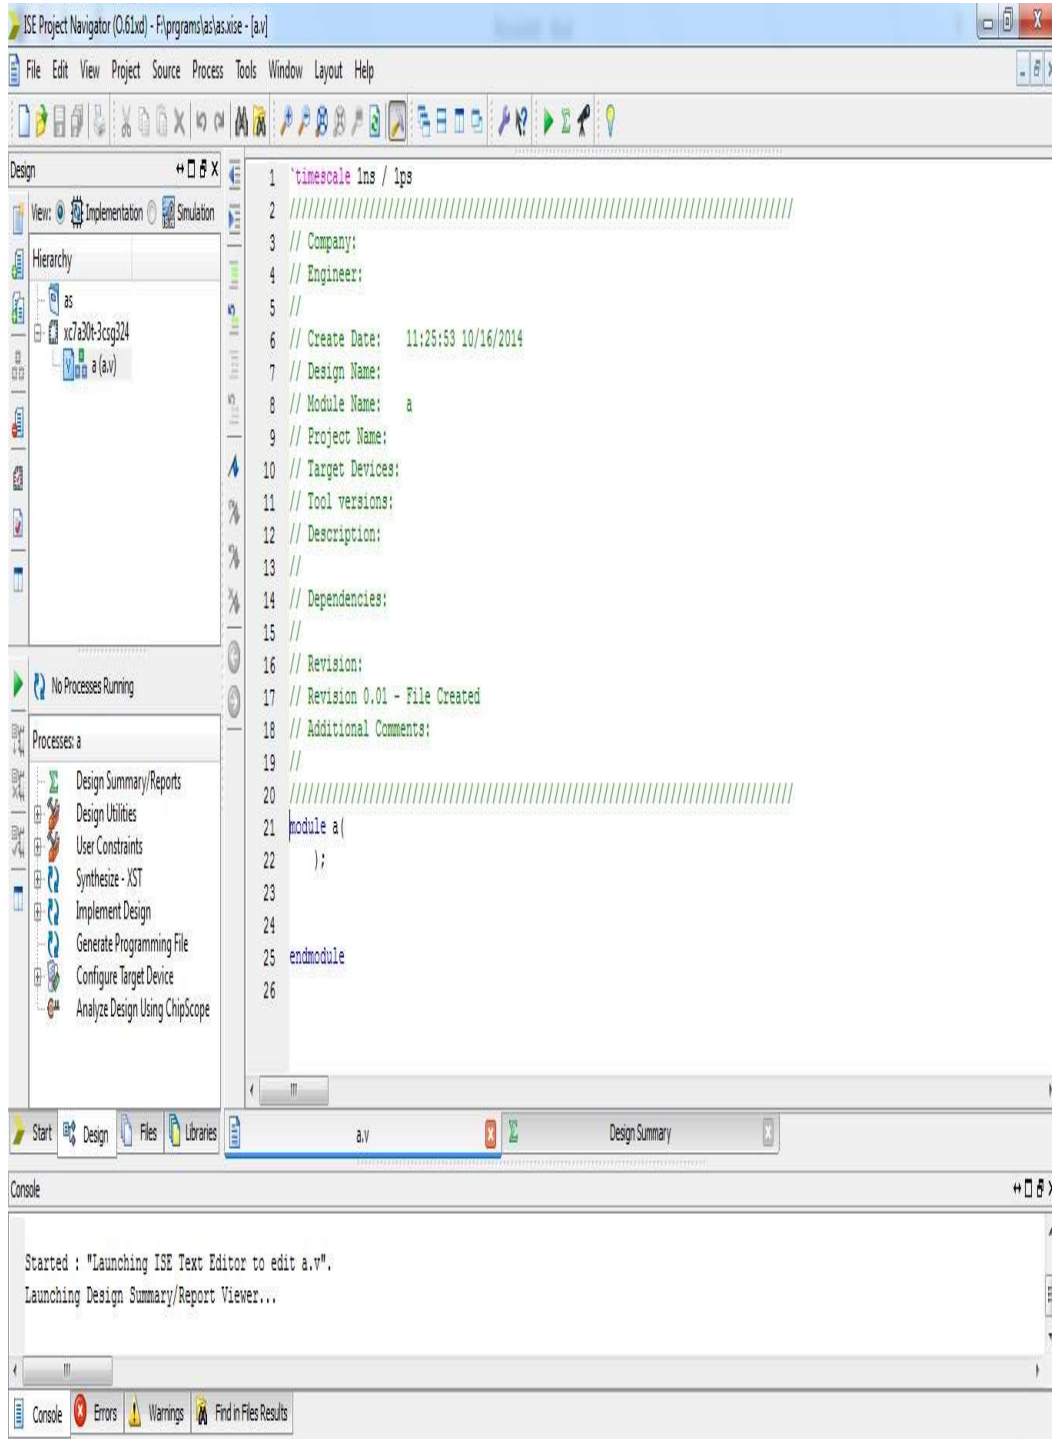 ISE Project Navigator (O.61xd) - F:\prgrams\as\as.xise - [a.v]
File Edit View Project Source Process Tools Window Layout Help
Design
View: Implementation Simulation
Hierarchy
as
xc7a30t-3csg324
a (a.v)
No Processes Running
Processes: a
Design Summary/Reports
Design Utilities
User Constraints
Synthesize - XST
Implement Design
Generate Programming File
Configure Target Device
Analyze Design Using ChipScope
Start Design Files Libraries
1 `timescale 1ns / 1ps
2 //////////////////////////////////////////////////////////////////////////////////
3 // Company:
4 // Engineer:
5 //
6 // Create Date:    11:25:53 10/16/2014
7 // Design Name:
8 // Module Name:    a
9 // Project Name:
10 // Target Devices:
11 // Tool versions:
12 // Description:
13 //
14 // Dependencies:
15 //
16 // Revision:
17 // Revision 0.01 - File Created
18 // Additional Comments:
19 //
20 //////////////////////////////////////////////////////////////////////////////////
21 module a(
22     );
23
24
25 endmodule
26
a.v Design Summary
Console
Started : "Launching ISE Text Editor to edit a.v".
Launching Design Summary/Report Viewer...
Console Errors Warnings Find in Files Results